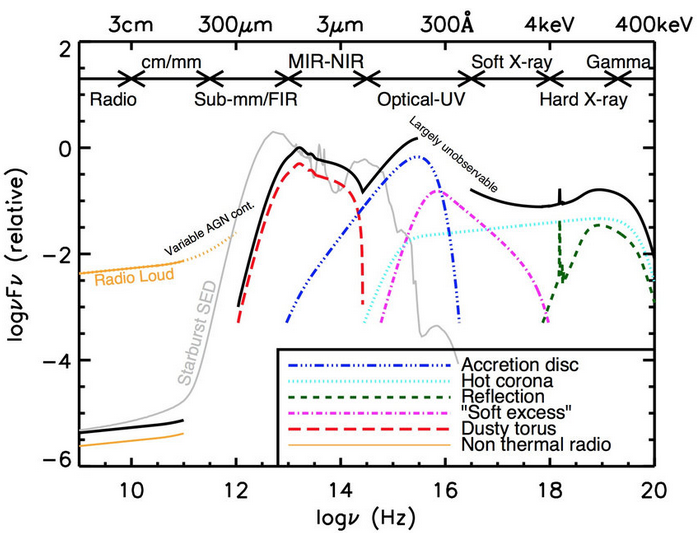 3cm 300μm 3μm 300Å 4keV 400keV
2
cm/mm MIR-NIR Soft X-ray Gamma
Radio Sub-mm/FIR Optical-UV Hard X-ray
Largely unobservable
0
Variable AGN cont.
-2
Radio Loud
Starburst SED
-4
-6
logνFν (relative)
Accretion disc
Hot corona
Reflection
"Soft excess"
Dusty torus
Non thermal radio
10 12 14 16 18 20
logν (Hz)